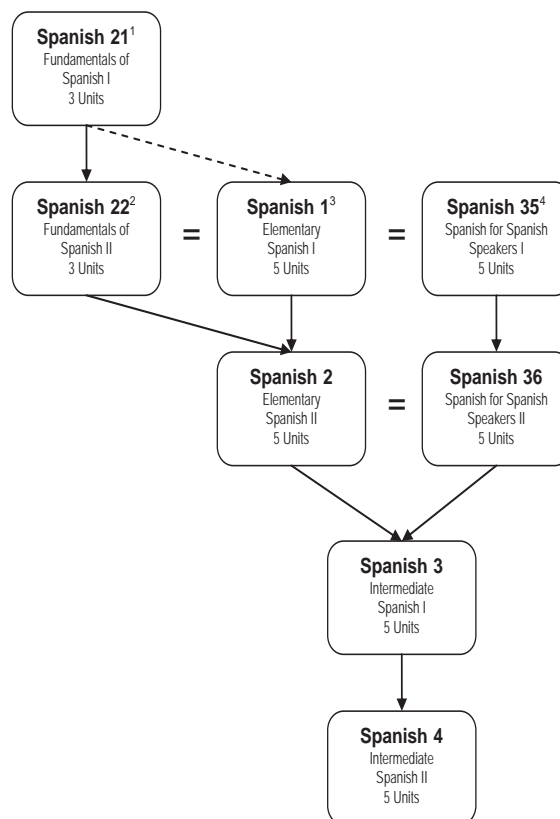 Spanish 21¹
Fundamentals of
Spanish I
3 Units
Spanish 22²
Fundamentals of
Spanish II
3 Units
=
Spanish 1³
Elementary
Spanish I
5 Units
=
Spanish 35⁴
Spanish for Spanish
Speakers I
5 Units
Spanish 2
Elementary
Spanish II
5 Units
=
Spanish 36
Spanish for Spanish
Speakers II
5 Units
Spanish 3
Intermediate
Spanish I
5 Units
Spanish 4
Intermediate
Spanish II
5 Units